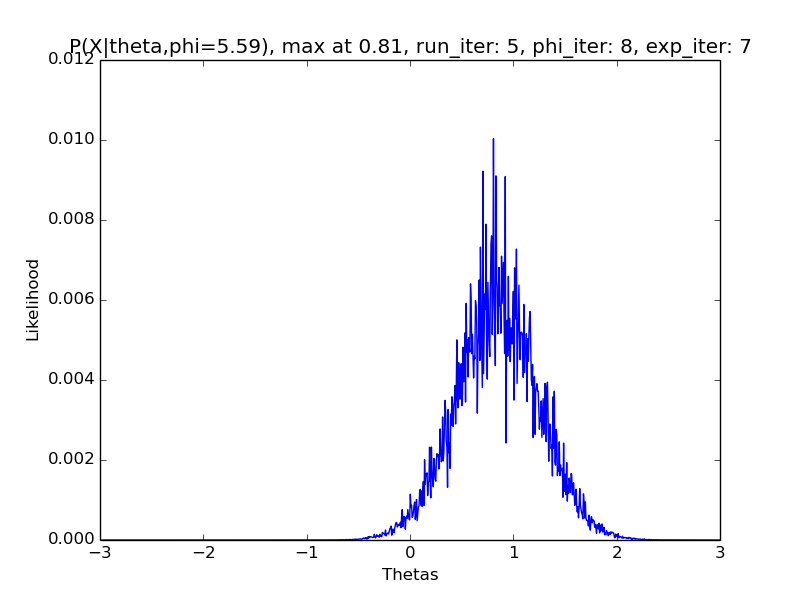 P(X|theta,phi=5.59), max at 0.81, run_iter: 5, phi_iter: 8, exp_iter: 7
0.012
0.010
0.008
0.006
0.004
0.002
0.000
Likelihood
−3 −2 −1 0 1 2 3
Thetas